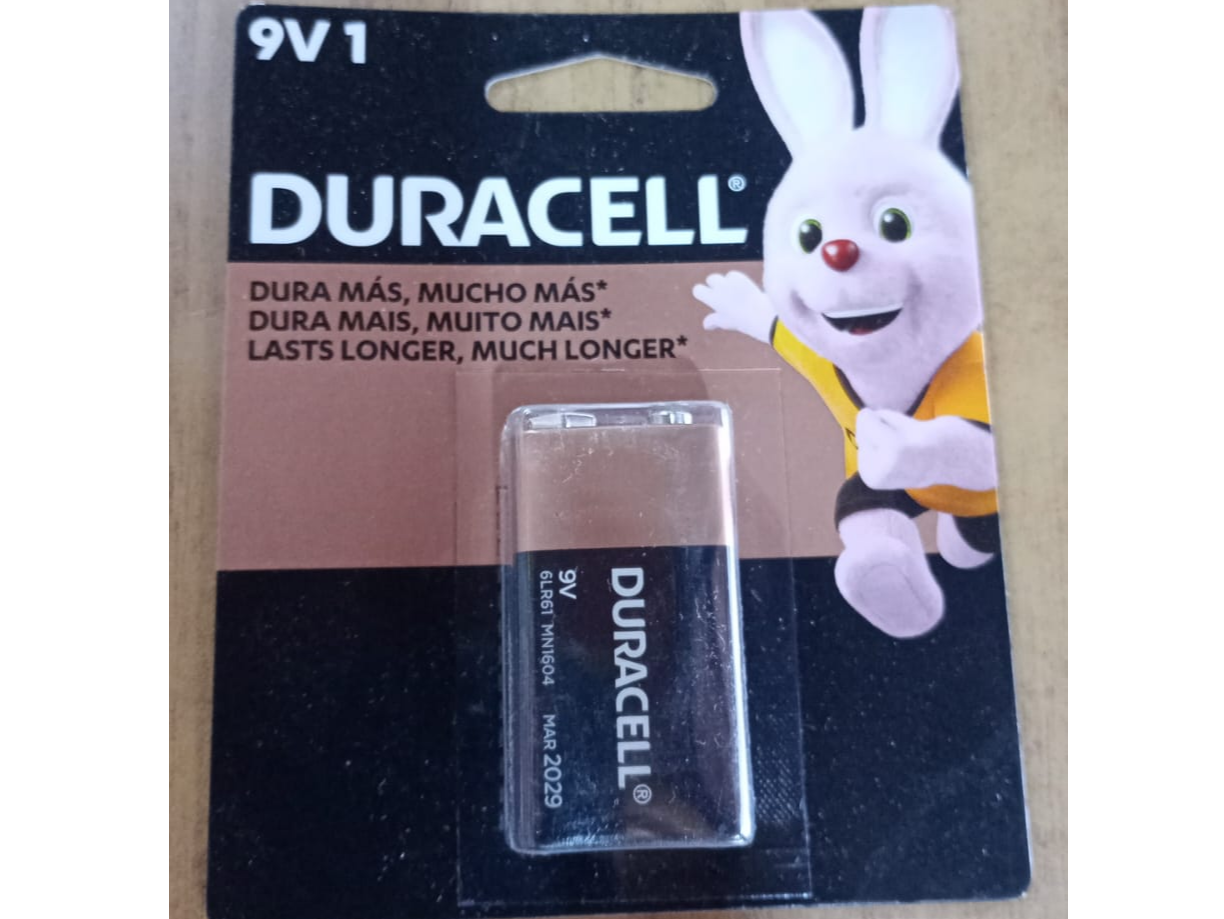 9V 1
DURACELL®
DURA MÁS, MUCHO MÁS*
DURA MAIS, MUITO MAIS*
LASTS LONGER, MUCH LONGER*
DURACELL®
9V
6LR61 MN1604 MAR 2029